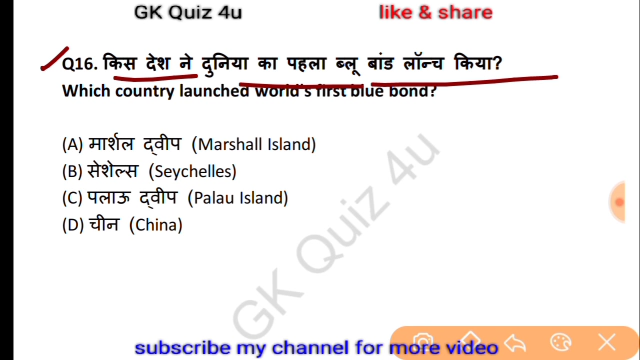 GK Quiz 4u
like & share
Q16. किस देश ने दुनिया का पहला ब्लू बांड लॉन्च किया?
Which country launched world's first blue bond?
(A) मार्शल द्वीप (Marshall Island)
(B) सेशेल्स (Seychelles)
(C) पलाऊ द्वीप (Palau Island)
(D) चीन (China)
GK Quiz 4u
subscribe my channel for more video